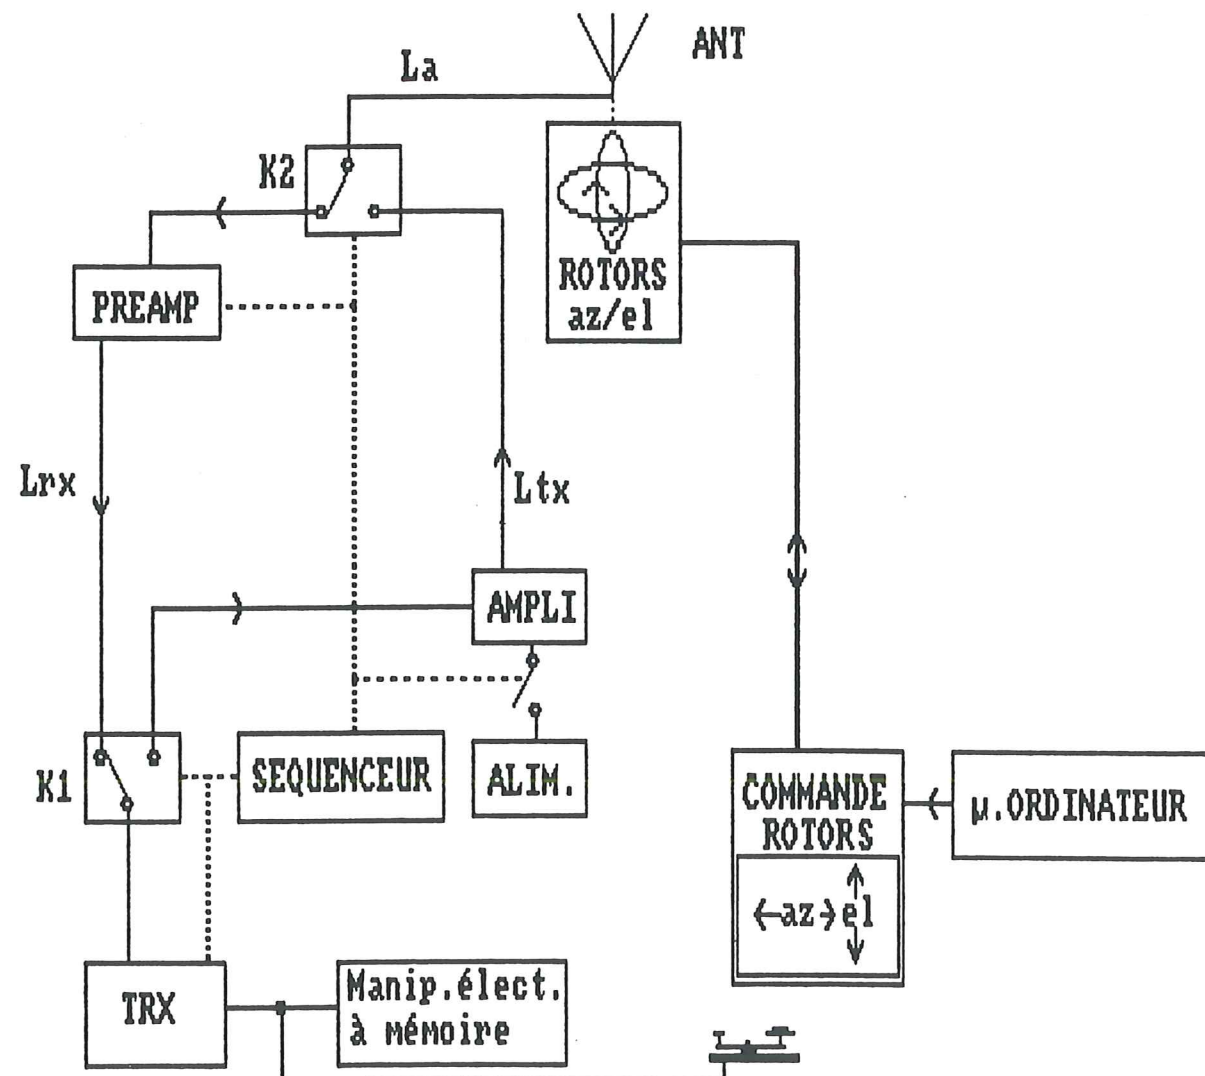 ANT
La
K2
ROTORS
az/el
PREAMP
Lrx
Ltx
AMPLI
K1
SEQUENCEUR
ALIM.
COMMANDE
ROTORS
az el
µ.ORDINATEUR
TRX
Manip.élect.
à mémoire